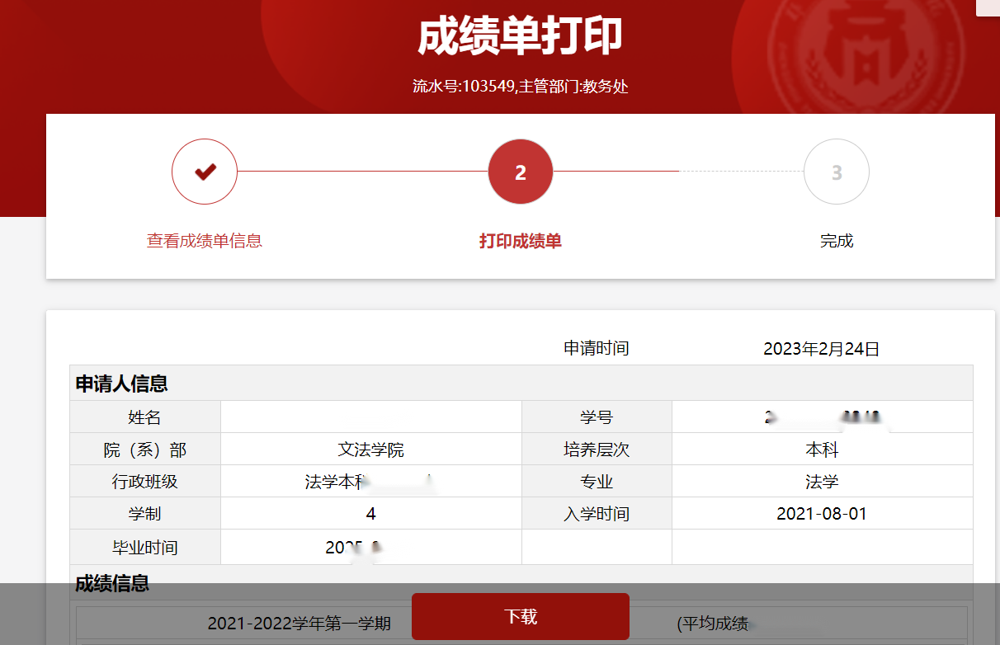 成绩单打印
流水号:103549,主管部门:教务处
2 3
查看成绩单信息 打印成绩单 完成
申请时间 2023年2月24日
申请人信息
姓名 学号
院（系）部 文法学院 培养层次 本科
行政班级 法学本科 专业 法学
学制 4 入学时间 2021-08-01
毕业时间
成绩信息
2021-2022学年第一学期 下载 (平均成绩